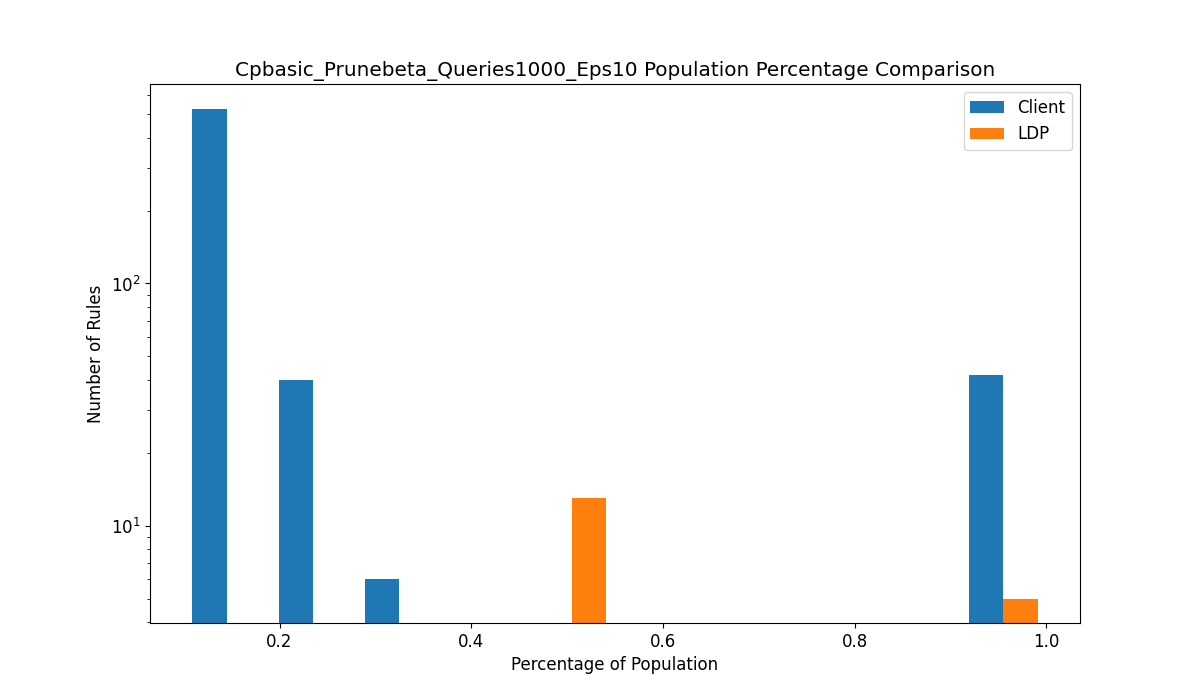 Cpbasic_Prunebeta_Queries1000_Eps10 Population Percentage Comparison
Client
LDP
Number of Rules
10²
10¹
0.2 0.4 0.6 0.8 1.0
Percentage of Population